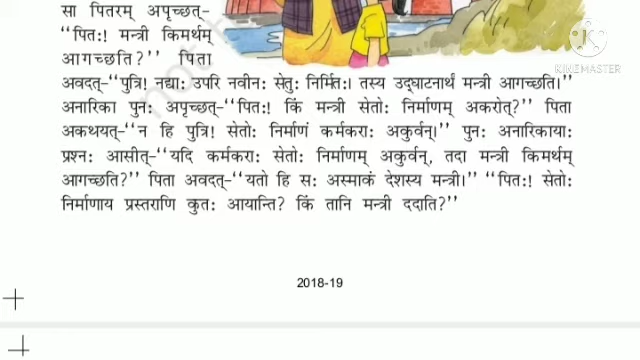 सा पितरम् अपृच्छत्-
“पितः! मन्त्री किमर्थम्
आगच्छति?” पिता
अवदत्-“पुत्रि! नद्याः उपरि नवीनः सेतुः निर्मितः। तस्य उद्घाटनार्थं मन्त्री आगच्छति।”
अनारिका पुनः अपृच्छत्-“पितः! किं मन्त्री सेतोः निर्माणम् अकरोत्?” पिता
अकथयत्-“न हि पुत्रि! सेतोः निर्माणं कर्मकराः अकुर्वन्।” पुनः अनारिकायाः
प्रश्नः आसीत्-“यदि कर्मकराः सेतोः निर्माणम् अकुर्वन्, तदा मन्त्री किमर्थम्
आगच्छति?” पिता अवदत्-“यतो हि सः अस्माकं देशस्य मन्त्री।” “पितः! सेतोः
निर्माणाय प्रस्तराणि कुतः आयान्ति? किं तानि मन्त्री ददाति?”
2018-19
KINEMASTER
not